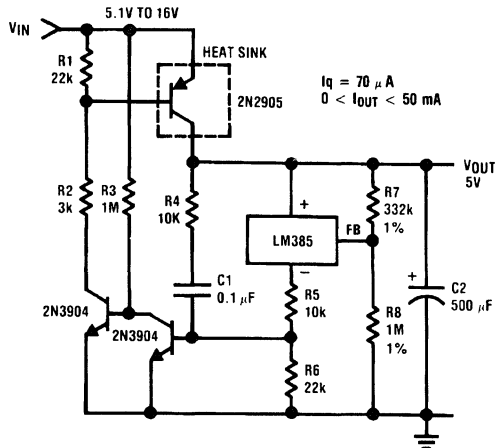 VIN
5.1V TO 16V
R1
22k
HEAT SINK
2N2905
Iq = 70 μA
0 < IOUT < 50 mA
VOUT
5V
R2
3k
R3
1M
R4
10K
+
LM385
FB
−
R7
332k
1%
C1
0.1 μF
R5
10k
+
C2
500 μF
2N3904
2N3904
R6
22k
R8
1M
1%